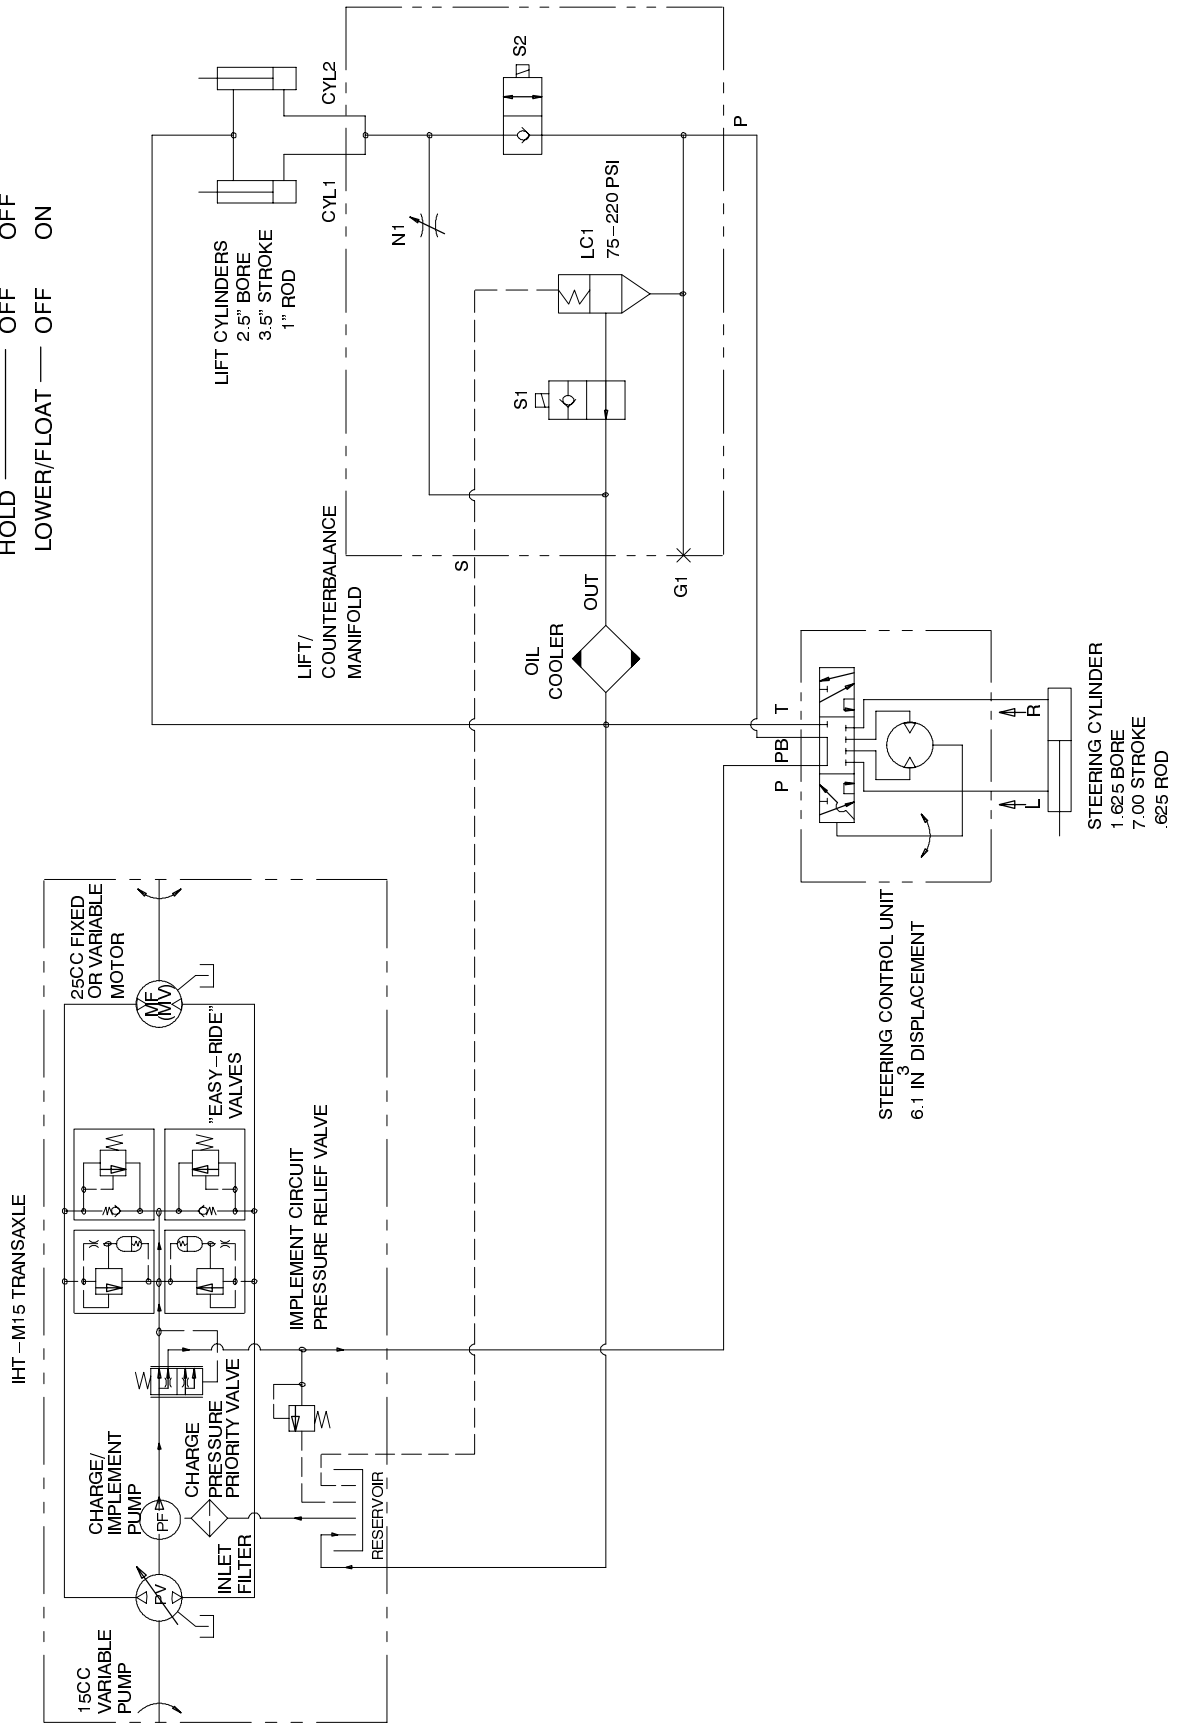 HOLD OFF OFF
LOWER/FLOAT OFF ON
IHT-M15 TRANSAXLE
15CC
VARIABLE
PUMP
PV
CHARGE/
IMPLEMENT
PUMP
PF
INLET
FILTER
CHARGE
PRESSURE
PRIORITY VALVE
"EASY-RIDE"
VALVES
25CC FIXED
OR VARIABLE
MOTOR
MF
(MV)
IMPLEMENT CIRCUIT
PRESSURE RELIEF VALVE
RESERVOIR
LIFT CYLINDERS
2.5" BORE
3.5" STROKE
1" ROD
CYL1
CYL2
LIFT/
COUNTERBALANCE
MANIFOLD
S
N1
S1
S2
LC1
75-220 PSI
OUT
G1
P
OIL
COOLER
P
PB
T
L
R
STEERING CONTROL UNIT
3
6.1 IN DISPLACEMENT
STEERING CYLINDER
1.625 BORE
7.00 STROKE
.625 ROD